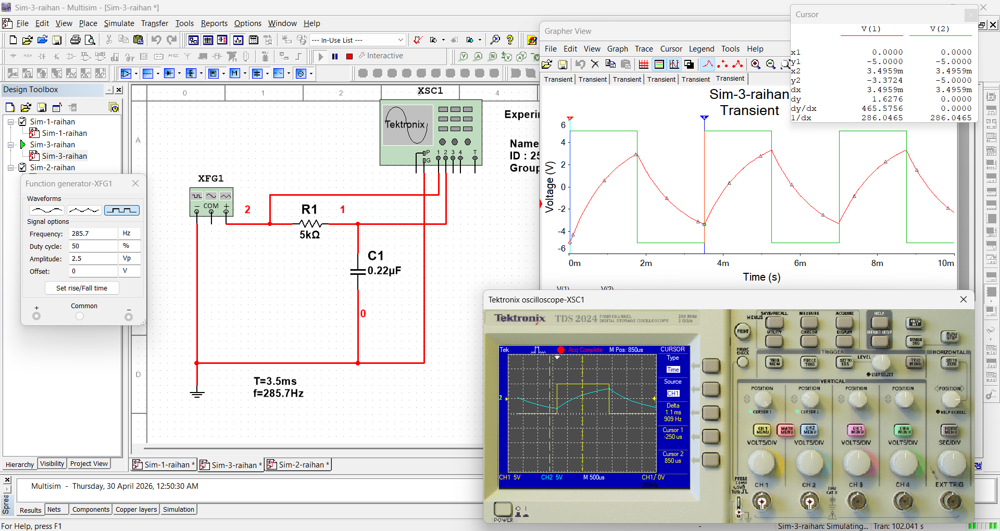 Sim-3-raihan - Multisim - [Sim-3-raihan *]
File Edit View Place Simulate Transfer Tools Reports Options Window Help
--- In-Use List ---
MISC
Interactive
Design Toolbox
Sim-1-raihan
Sim-1-raihan
Sim-3-raihan
Sim-3-raihan
Sim-2-raihan
Function generator-XFG1
Waveforms
Signal options
Frequency: 285.7 Hz
Duty cycle: 50 %
Amplitude: 2.5 Vp
Offset: 0 V
Set rise/Fall time
+ Common −
Hierarchy Visibility Project View
0 1 2 3 4
A
D
XSC1
Tektronix
P 1 2 3 4 T
G
Experi
Name
ID : 25
Group
XFG1
COM
− +
2
R1
5kΩ
1
C1
0.22µF
0
T=3.5ms
f=285.7Hz
Sim-1-raihan * Sim-3-raihan * Sim-2-raihan *
Grapher View
File Edit View Graph Trace Cursor Legend Tools Help
Transient Transient Transient Transient Transient Transient
Sim-3-raihan
Transient
Voltage (V)
6
4
2
0
-2
-4
-6
0m 2m 4m 6m 8m 10m
Time (s)
V(1) V(2)
Cursor
V(1) V(2)
x1 0.0000 0.0000
y1 -5.0000 -5.0000
x2 3.4959m 3.4959m
y2 -3.3724 -5.0000
dx 3.4959m 3.4959m
dy 1.6276 0.0000
dy/dx 465.5756 0.0000
1/dx 286.0465 286.0465
Tektronix oscilloscope-XSC1
Tektronix TDS 2024 FOUR CHANNEL DIGITAL STORAGE OSCILLOSCOPE 200 MHz 2 GS/s
Tek Acq Complete M Pos: 850us CURSOR
Type
Time
Source
CH1
Delta
1.1 ms
909 Hz
Cursor 1
-250 us
Cursor 2
850 us
CH1 5V CH2 5V M 500us CH1 / 0V
POWER
MENUS SAVE/RECALL MEASURE ACQUIRE HELP
AUTO SET
PRINT
UTILITY CURSOR DISPLAY DEFAULT SETUP
RUN/STOP
SINGLE SEQ
PROBE CHECK
TRIGGER HORIZONTAL
TRIG VIEW FORCE TRIG SET TO 50% LEVEL TRIG MENU SET TO ZERO
USER SELECT
VERTICAL
POSITION POSITION POSITION POSITION POSITION
CURSOR 1 CURSOR 2 HELP SCROLL
CH 1 MENU MATH MENU CH 2 MENU CH 3 MENU CH 4 MENU HORIZ MENU
VOLTS/DIV VOLTS/DIV VOLTS/DIV VOLTS/DIV SEC/DIV
PROBE COMP
CH 1 CH 2 CH 3 CH 4 EXT TRIG
300V CAT II
Multisim - Thursday, 30 April 2026, 12:50:30 AM
Sprea
Results Nets Components Copper layers Simulation
For Help, press F1
- Sim-3-raihan: Simulating... Tran: 102.041 s